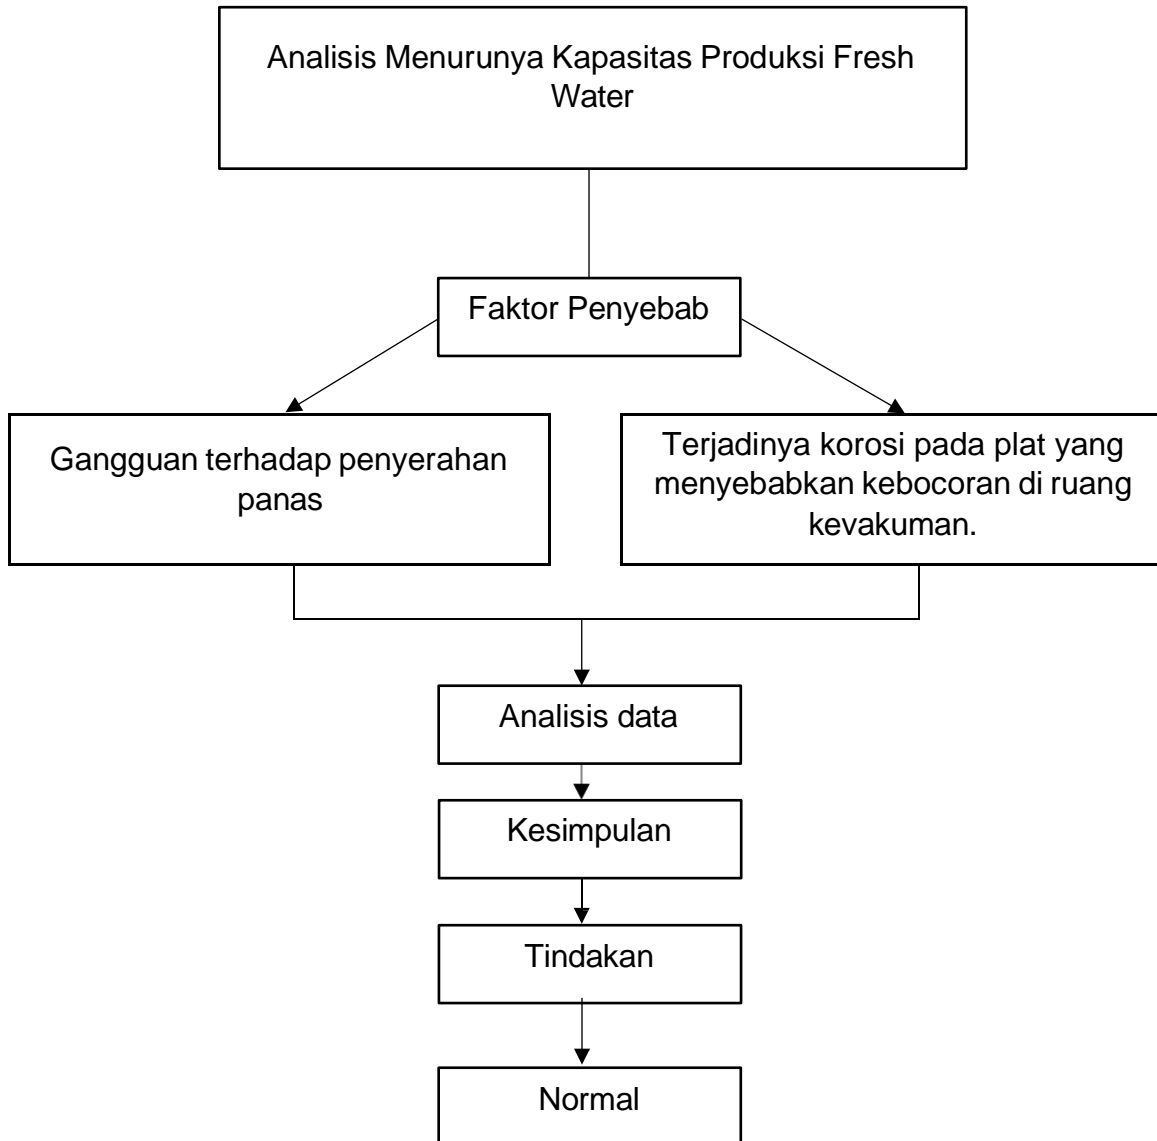 Analisis Menurunya Kapasitas Produksi Fresh
Water
Faktor Penyebab
Gangguan terhadap penyerahan
panas
Terjadinya korosi pada plat yang
menyebabkan kebocoran di ruang
kevakuman.
Analisis data
Kesimpulan
Tindakan
Normal